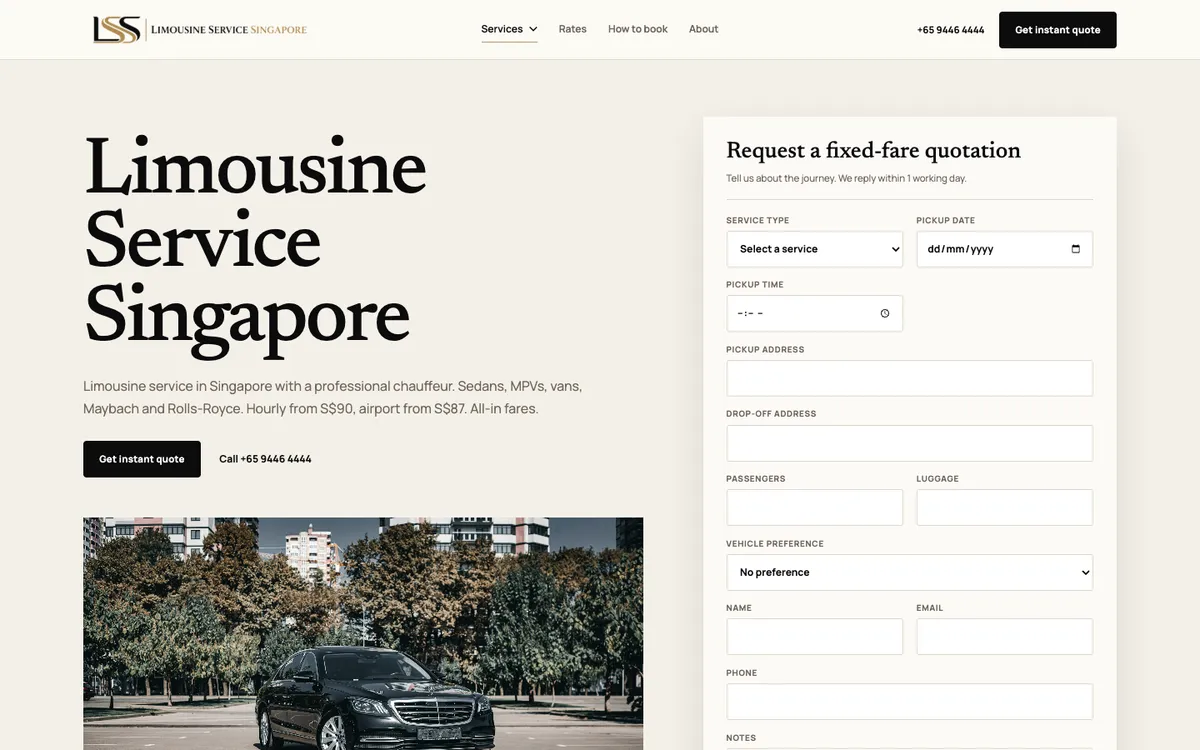 LSS LIMOUSINE SERVICE SINGAPORE
Services
Rates
How to book
About
+65 9446 4444
Get instant quote
Limousine
Service
Singapore
Limousine service in Singapore with a professional chauffeur. Sedans, MPVs, vans,
Maybach and Rolls-Royce. Hourly from S$90, airport from S$87. All-in fares.
Get instant quote
Call +65 9446 4444
Request a fixed-fare quotation
Tell us about the journey. We reply within 1 working day.
SERVICE TYPE
PICKUP DATE
Select a service
dd/mm/yyyy
PICKUP TIME
--:-- --
PICKUP ADDRESS
DROP-OFF ADDRESS
PASSENGERS
LUGGAGE
VEHICLE PREFERENCE
No preference
NAME
EMAIL
PHONE
NOTES